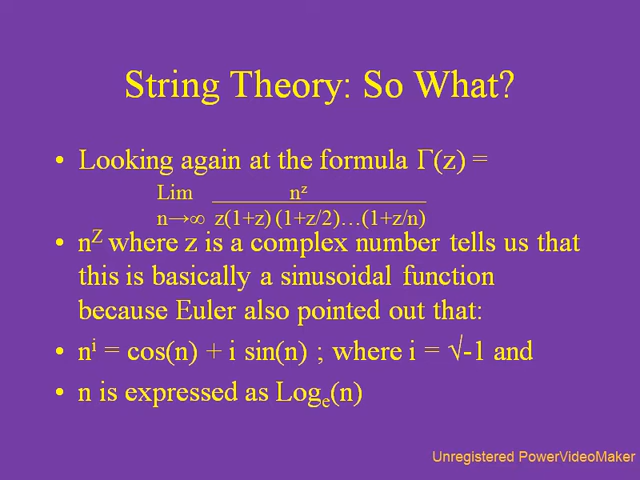 String Theory: So What?
• Looking again at the formula Γ(z) =
Lim nᶻ
n→∞ z(1+z) (1+z/2)…(1+z/n)
• nᶻ where z is a complex number tells us that
this is basically a sinusoidal function
because Euler also pointed out that:
• nⁱ = cos(n) + i sin(n) ; where i = √-1 and
• n is expressed as Logₑ(n)
Unregistered PowerVideoMaker